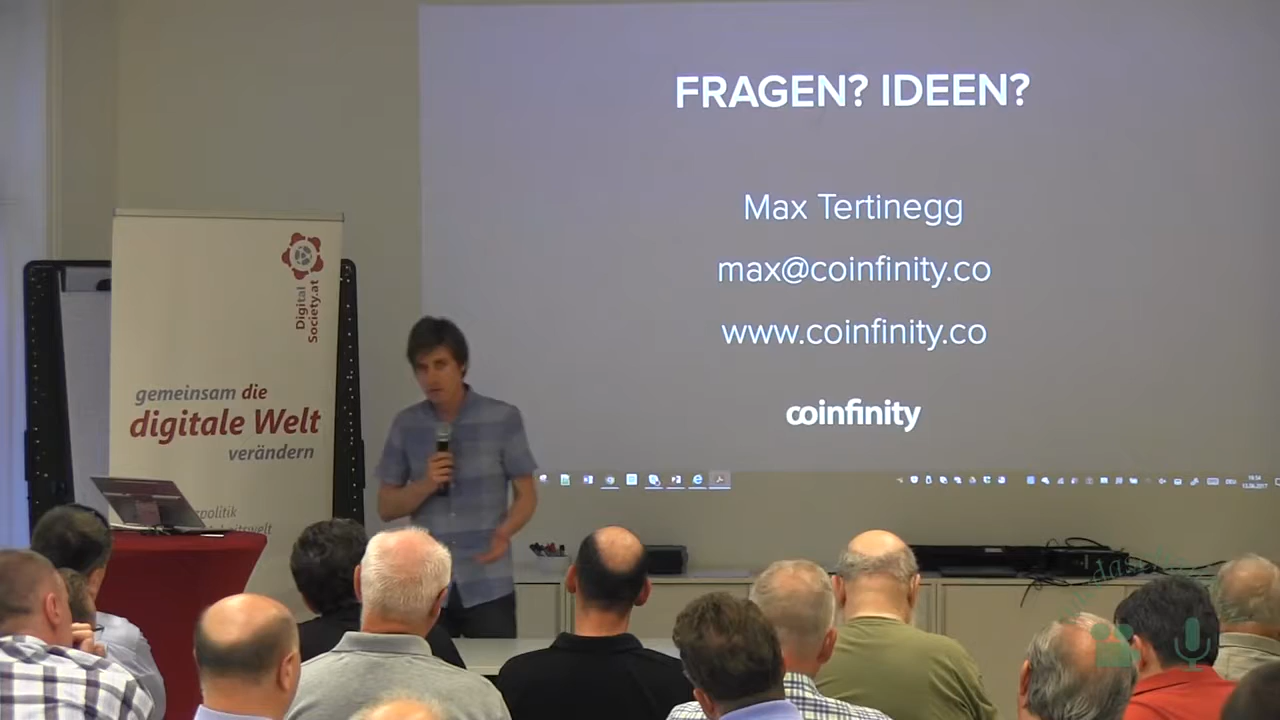 FRAGEN? IDEEN?
Max Tertinegg
max@coinfinity.co
www.coinfinity.co
coinfinity
Digital
Society.at
gemeinsam die
digitale Welt
verändern